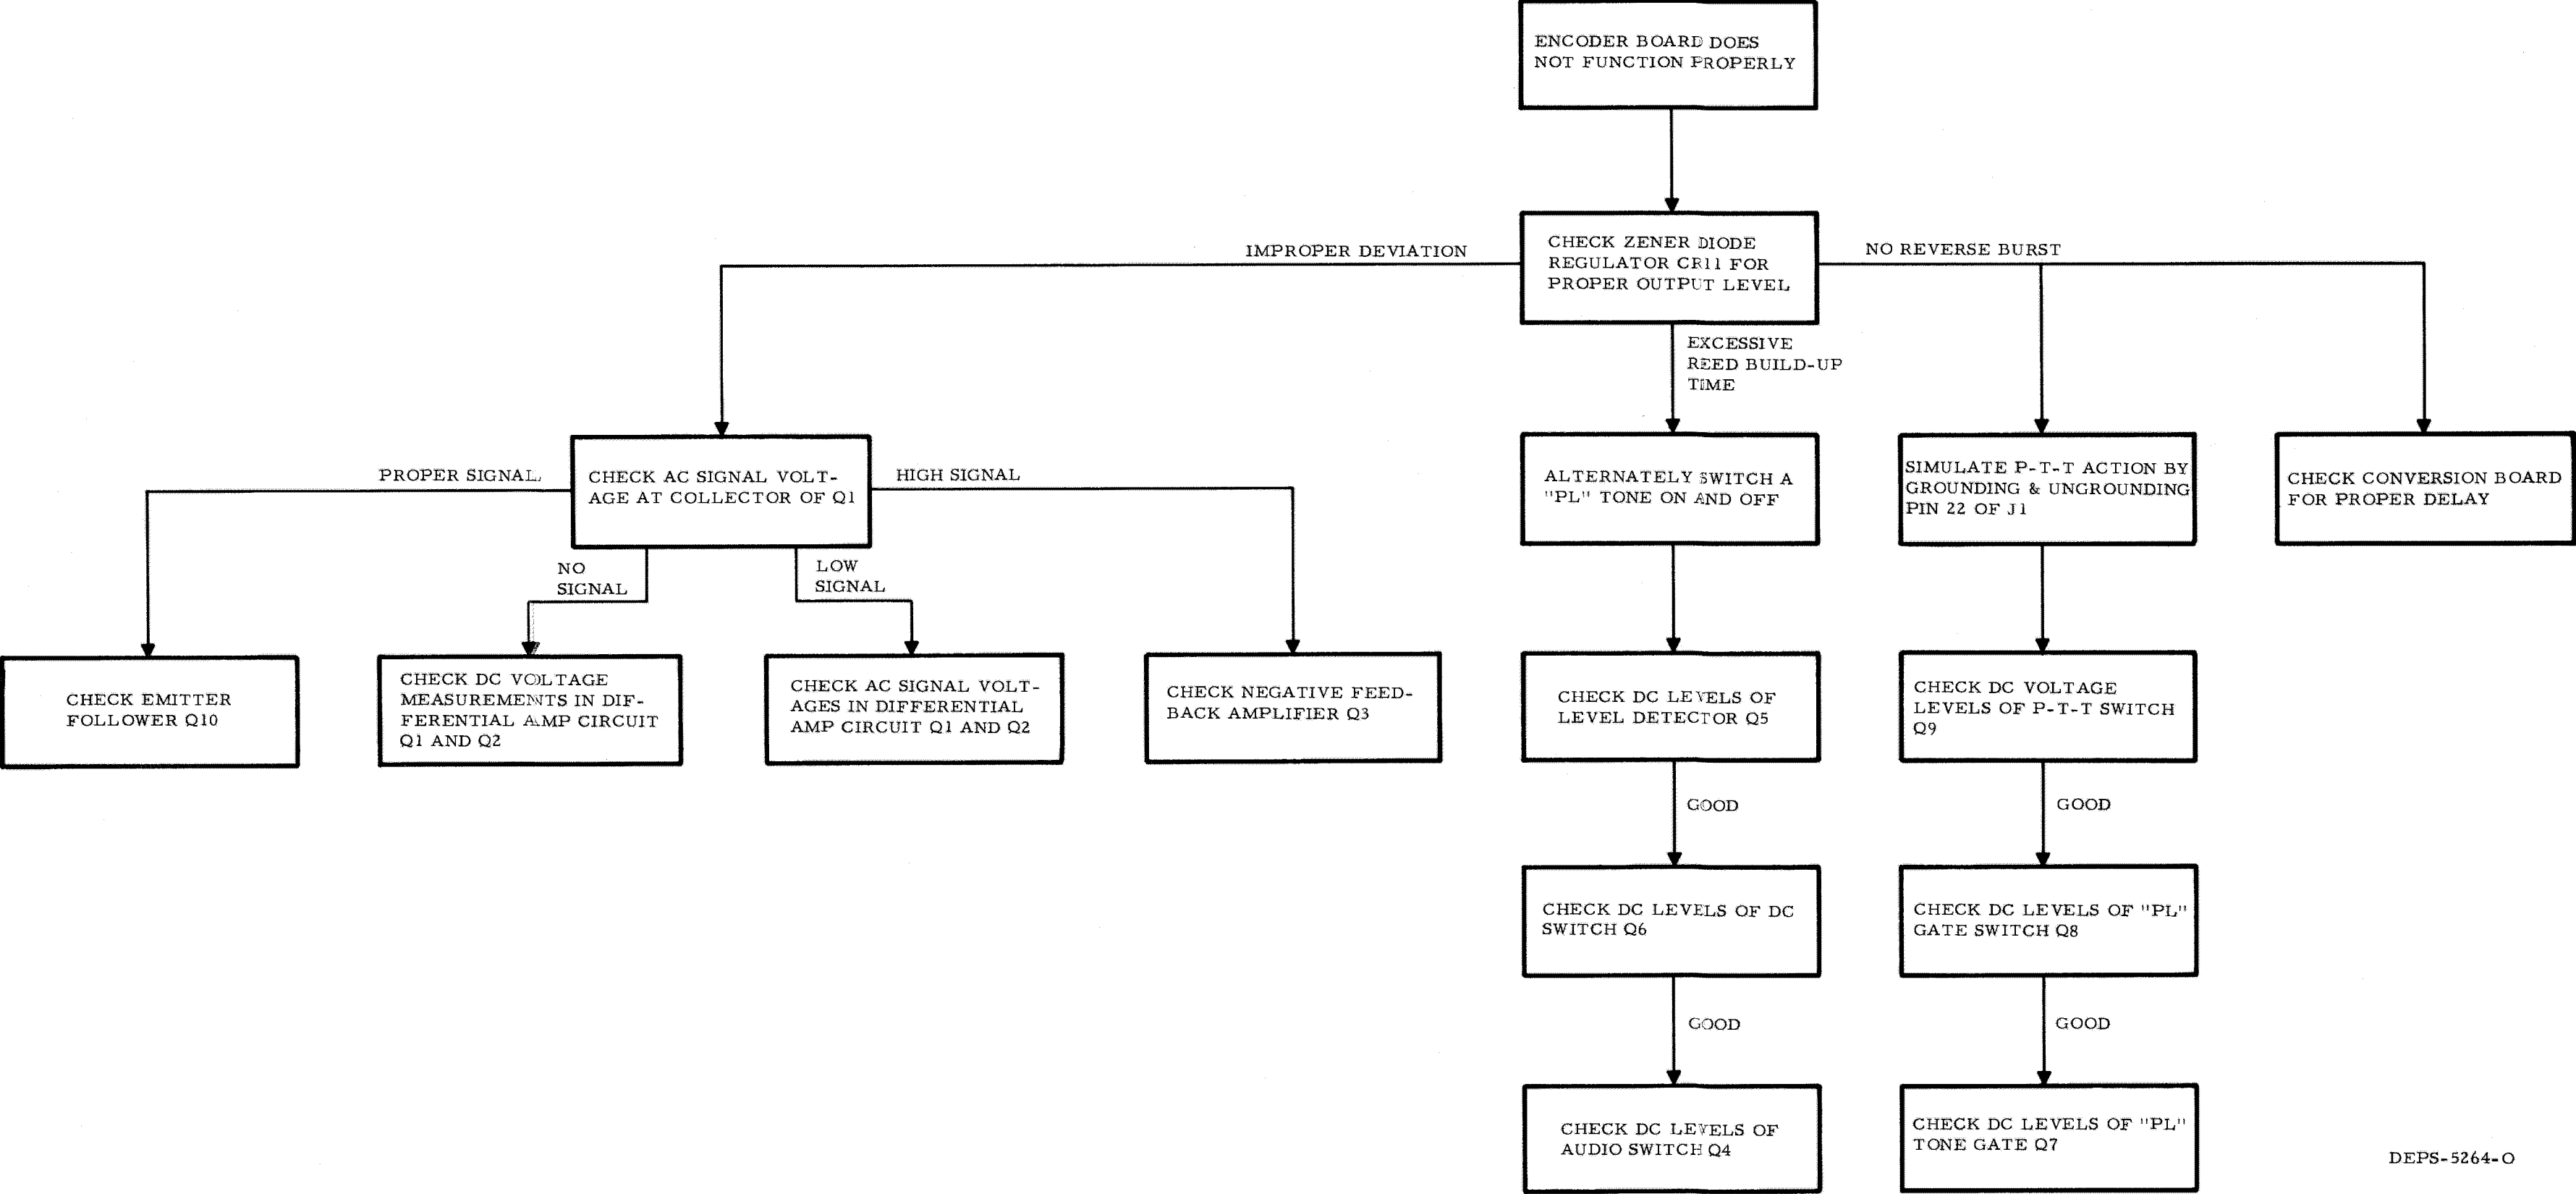 ENCODER BOARD DOES
NOT FUNCTION PROPERLY
CHECK ZENER DIODE
REGULATOR CR11 FOR
PROPER OUTPUT LEVEL
IMPROPER DEVIATION
NO REVERSE BURST
EXCESSIVE
REED BUILD-UP
TIME
CHECK AC SIGNAL VOLT-
AGE AT COLLECTOR OF Q1
PROPER SIGNAL
HIGH SIGNAL
NO
SIGNAL
LOW
SIGNAL
ALTERNATELY SWITCH A
"PL" TONE ON AND OFF
SIMULATE P-T-T ACTION BY
GROUNDING & UNGROUNDING
PIN 22 OF J1
CHECK CONVERSION BOARD
FOR PROPER DELAY
CHECK EMITTER
FOLLOWER Q10
CHECK DC VOLTAGE
MEASUREMENTS IN DIF-
FERENTIAL AMP CIRCUIT
Q1 AND Q2
CHECK AC SIGNAL VOLT-
AGES IN DIFFERENTIAL
AMP CIRCUIT Q1 AND Q2
CHECK NEGATIVE FEED-
BACK AMPLIFIER Q3
CHECK DC LEVELS OF
LEVEL DETECTOR Q5
CHECK DC VOLTAGE
LEVELS OF P-T-T SWITCH
Q9
GOOD
GOOD
CHECK DC LEVELS OF DC
SWITCH Q6
CHECK DC LEVELS OF "PL"
GATE SWITCH Q8
GOOD
GOOD
CHECK DC LEVELS OF
AUDIO SWITCH Q4
CHECK DC LEVELS OF "PL"
TONE GATE Q7
DEPS-5264-O